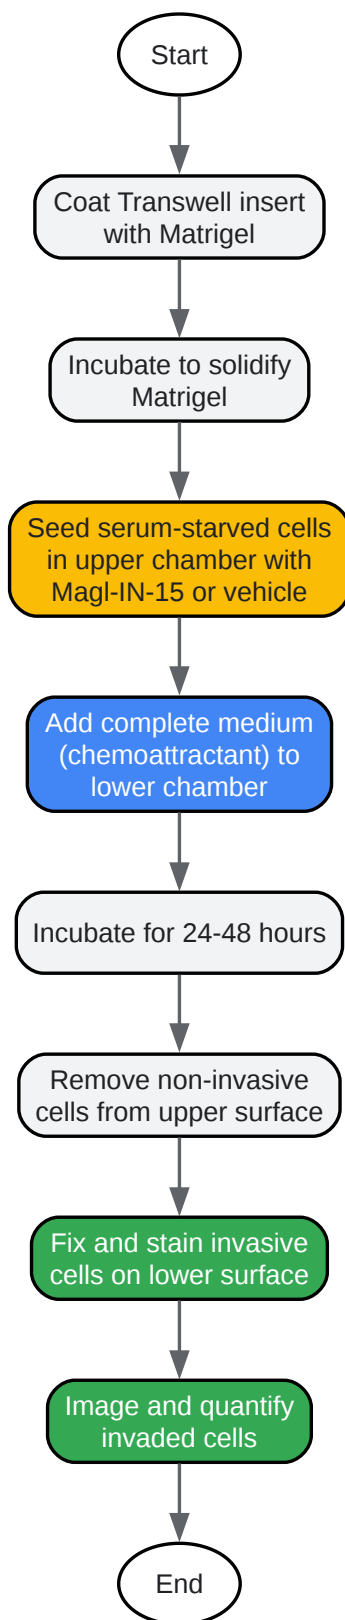 Start
Coat Transwell insert
with Matrigel
Incubate to solidify
Matrigel
Seed serum-starved cells
in upper chamber with
Magl-IN-15 or vehicle
Add complete medium
(chemoattractant) to
lower chamber
Incubate for 24-48 hours
Remove non-invasive
cells from upper surface
Fix and stain invasive
cells on lower surface
Image and quantify
invaded cells
End